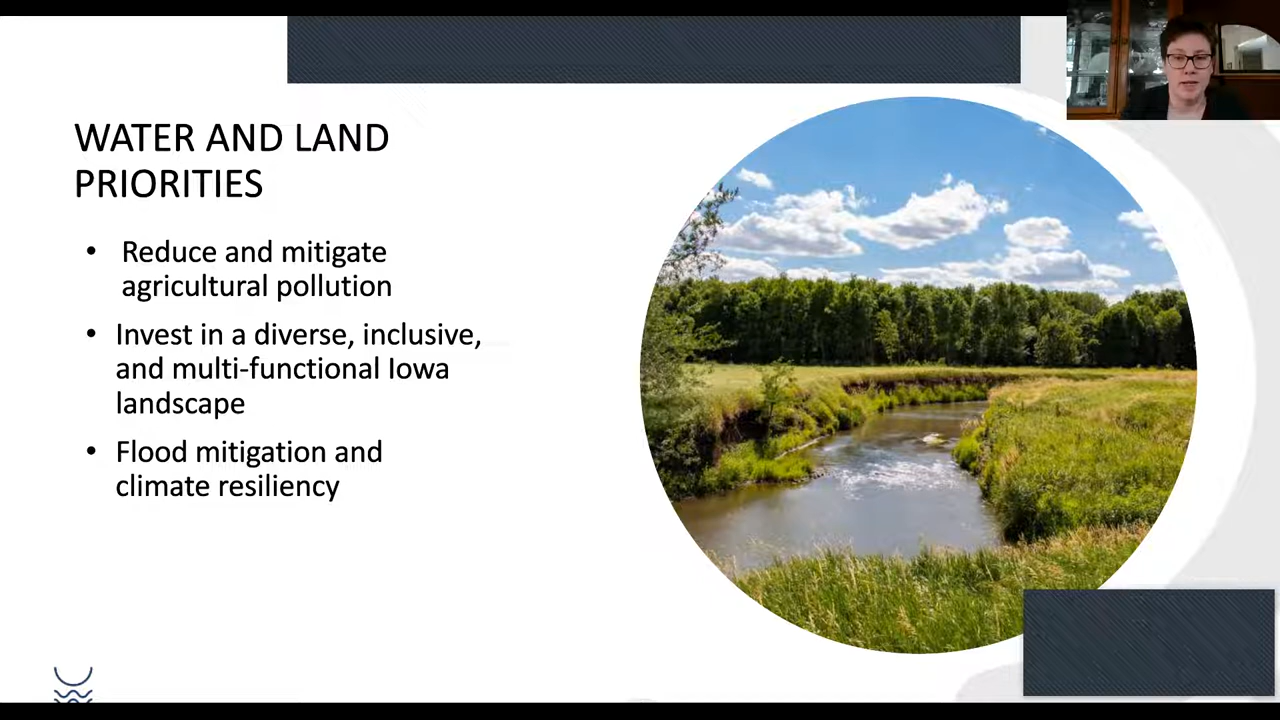 WATER AND LAND
PRIORITIES
• Reduce and mitigate
agricultural pollution
• Invest in a diverse, inclusive,
and multi-functional Iowa
landscape
• Flood mitigation and
climate resiliency